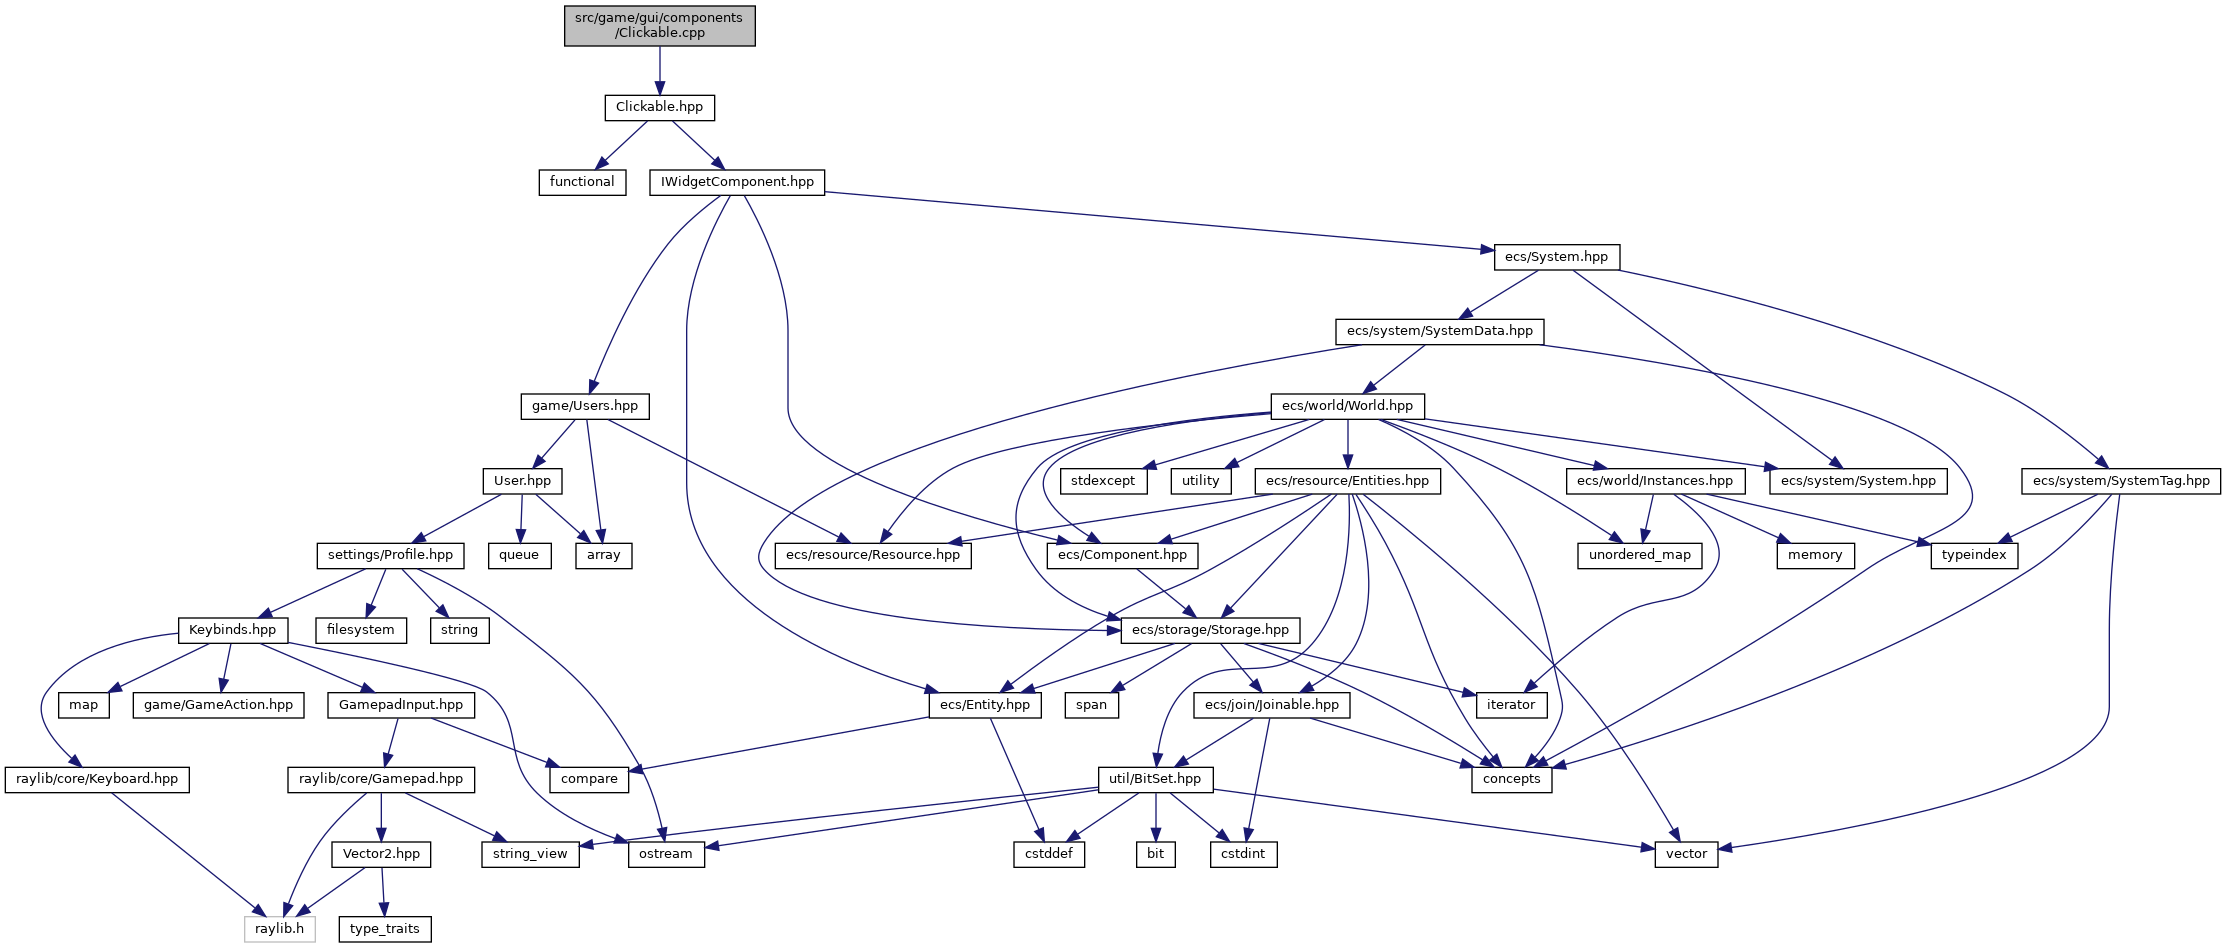 src/game/gui/components
/Clickable.cpp
Clickable.hpp
functional
IWidgetComponent.hpp
ecs/System.hpp
ecs/system/SystemData.hpp
game/Users.hpp
ecs/world/World.hpp
User.hpp
stdexcept
utility
ecs/resource/Entities.hpp
ecs/world/Instances.hpp
ecs/system/System.hpp
ecs/system/SystemTag.hpp
settings/Profile.hpp
queue
array
ecs/resource/Resource.hpp
ecs/Component.hpp
unordered_map
memory
typeindex
Keybinds.hpp
filesystem
string
ecs/storage/Storage.hpp
map
game/GameAction.hpp
GamepadInput.hpp
ecs/Entity.hpp
span
ecs/join/Joinable.hpp
iterator
raylib/core/Keyboard.hpp
raylib/core/Gamepad.hpp
compare
util/BitSet.hpp
concepts
Vector2.hpp
string_view
ostream
cstddef
bit
cstdint
vector
raylib.h
type_traits